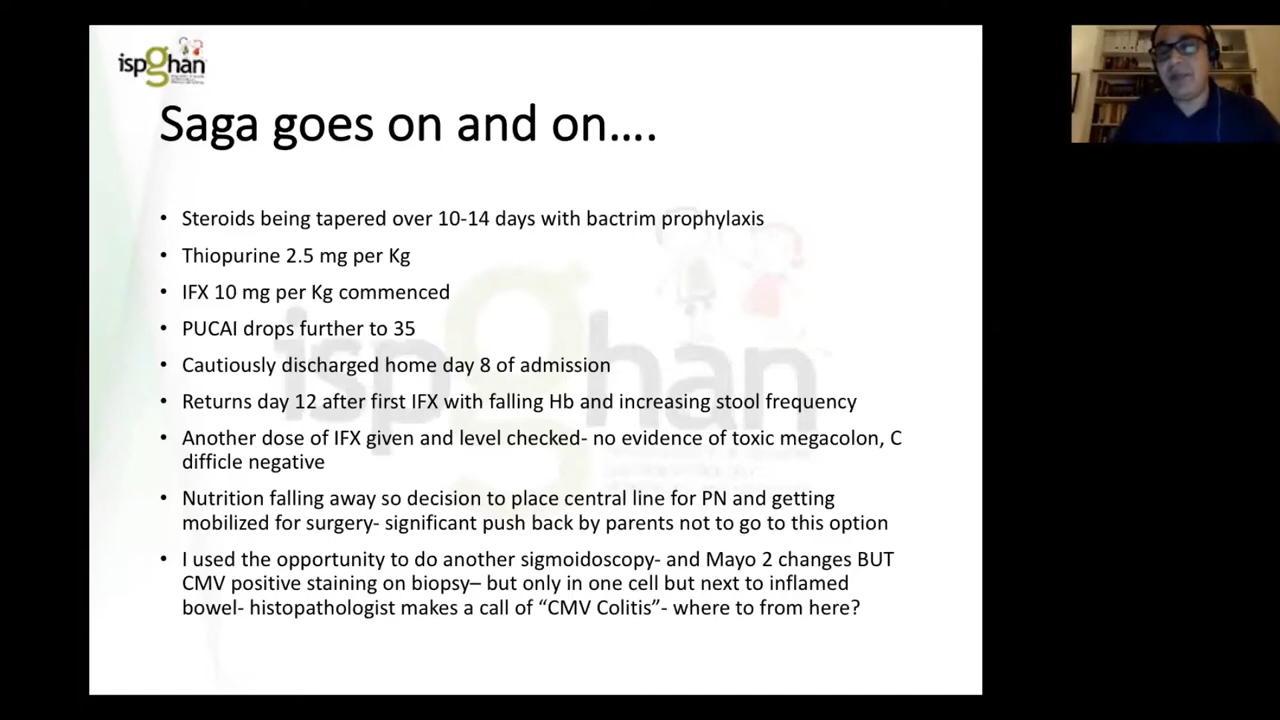 ispghan
Saga goes on and on....
• Steroids being tapered over 10-14 days with bactrim prophylaxis
• Thiopurine 2.5 mg per Kg
• IFX 10 mg per Kg commenced
• PUCAI drops further to 35
• Cautiously discharged home day 8 of admission
• Returns day 12 after first IFX with falling Hb and increasing stool frequency
• Another dose of IFX given and level checked- no evidence of toxic megacolon, C
difficle negative
• Nutrition falling away so decision to place central line for PN and getting
mobilized for surgery- significant push back by parents not to go to this option
• I used the opportunity to do another sigmoidoscopy- and Mayo 2 changes BUT
CMV positive staining on biopsy– but only in one cell but next to inflamed
bowel- histopathologist makes a call of “CMV Colitis”- where to from here?
ispghan